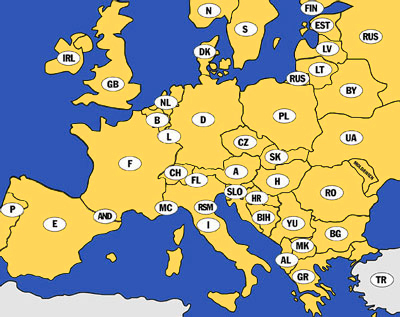 N
S
FIN
EST
RUS
IRL
DK
LV
GB
LT
RUS
BY
NL
B
D
PL
L
UA
CZ
F
SK
CH
FL
A
H
MOLDAVIEN
SLO
RO
HR
P
E
AND
MC
RSM
BIH
I
YU
BG
MK
AL
GR
TR